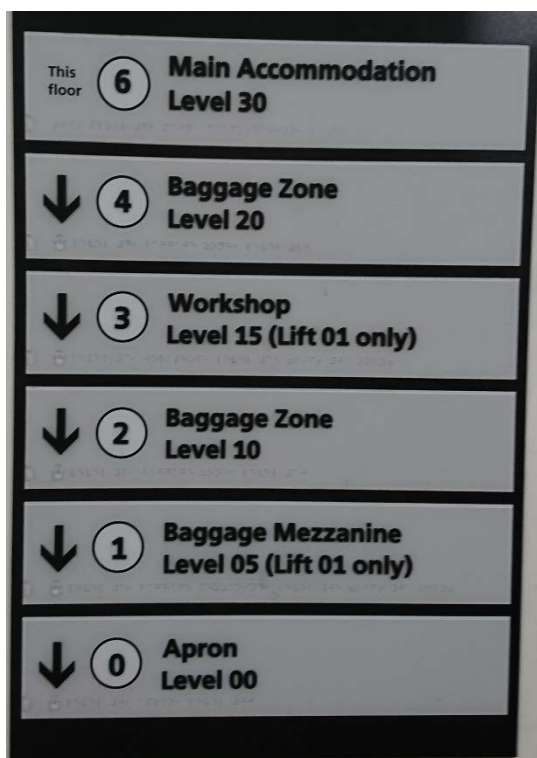 This
floor
6
Main Accommodation
Level 30
4
Baggage Zone
Level 20
3
Workshop
Level 15 (Lift 01 only)
2
Baggage Zone
Level 10
1
Baggage Mezzanine
Level 05 (Lift 01 only)
0
Apron
Level 00